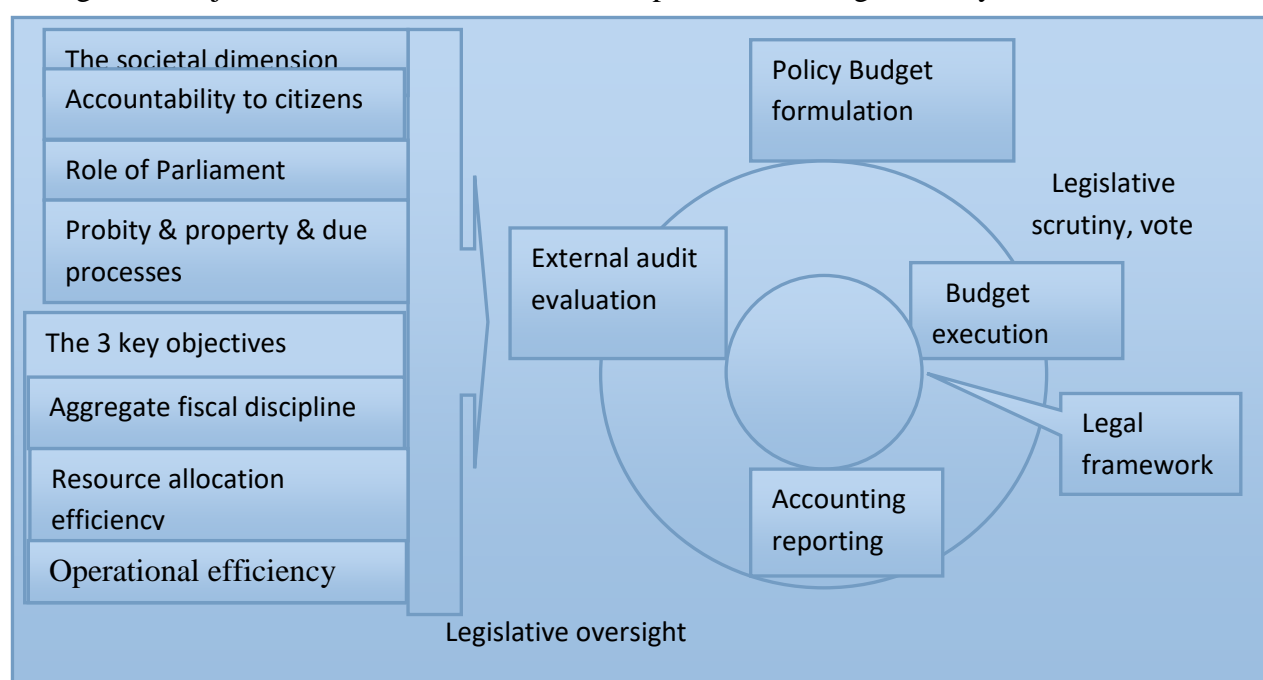 The societal dimension
Accountability to citizens
Role of Parliament
Probity & property & due
processes
The 3 key objectives
Aggregate fiscal discipline
Resource allocation
efficiency
Operational efficiency
Policy Budget
formulation
Legislative
scrutiny, vote
External audit
evaluation
Budget
execution
Legal
framework
Accounting
reporting
Legislative oversight